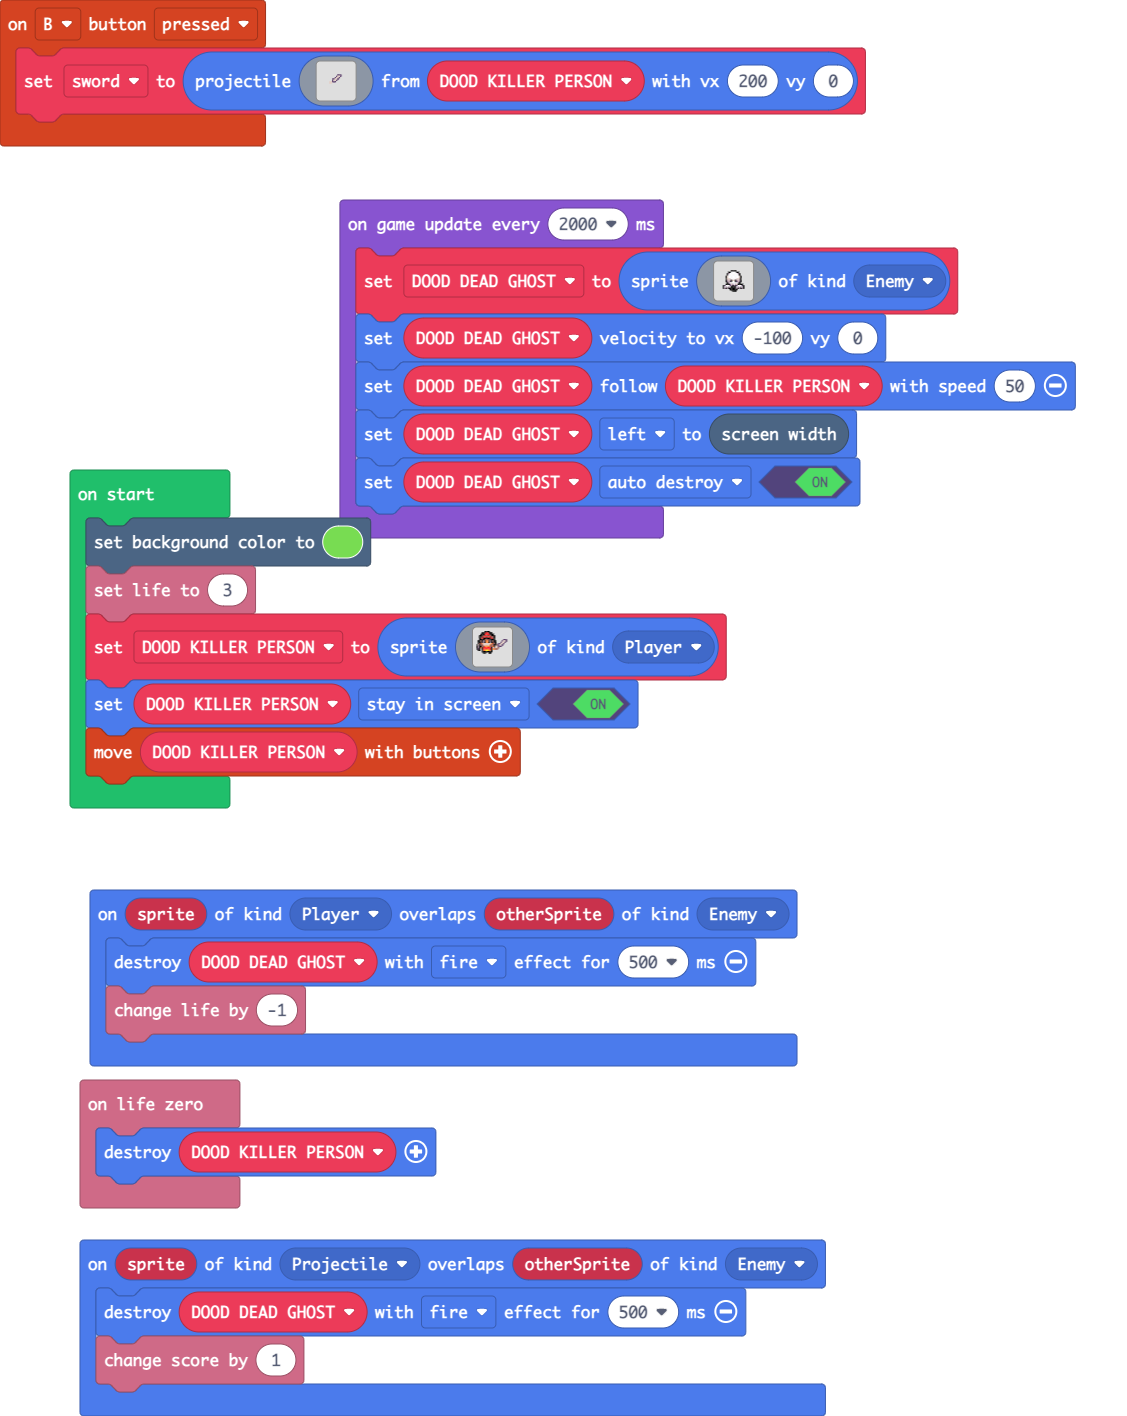 on B button pressed
set sword to projectile from DOOD KILLER PERSON with vx 200 vy 0
on game update every 2000 ms
set DOOD DEAD GHOST to sprite of kind Enemy
set DOOD DEAD GHOST velocity to vx -100 vy 0
set DOOD DEAD GHOST follow DOOD KILLER PERSON with speed 50
set DOOD DEAD GHOST left to screen width
set DOOD DEAD GHOST auto destroy ON
on start
set background color to
set life to 3
set DOOD KILLER PERSON to sprite of kind Player
set DOOD KILLER PERSON stay in screen ON
move DOOD KILLER PERSON with buttons
on sprite of kind Player overlaps otherSprite of kind Enemy
destroy DOOD DEAD GHOST with fire effect for 500 ms
change life by -1
on life zero
destroy DOOD KILLER PERSON
on sprite of kind Projectile overlaps otherSprite of kind Enemy
destroy DOOD DEAD GHOST with fire effect for 500 ms
change score by 1